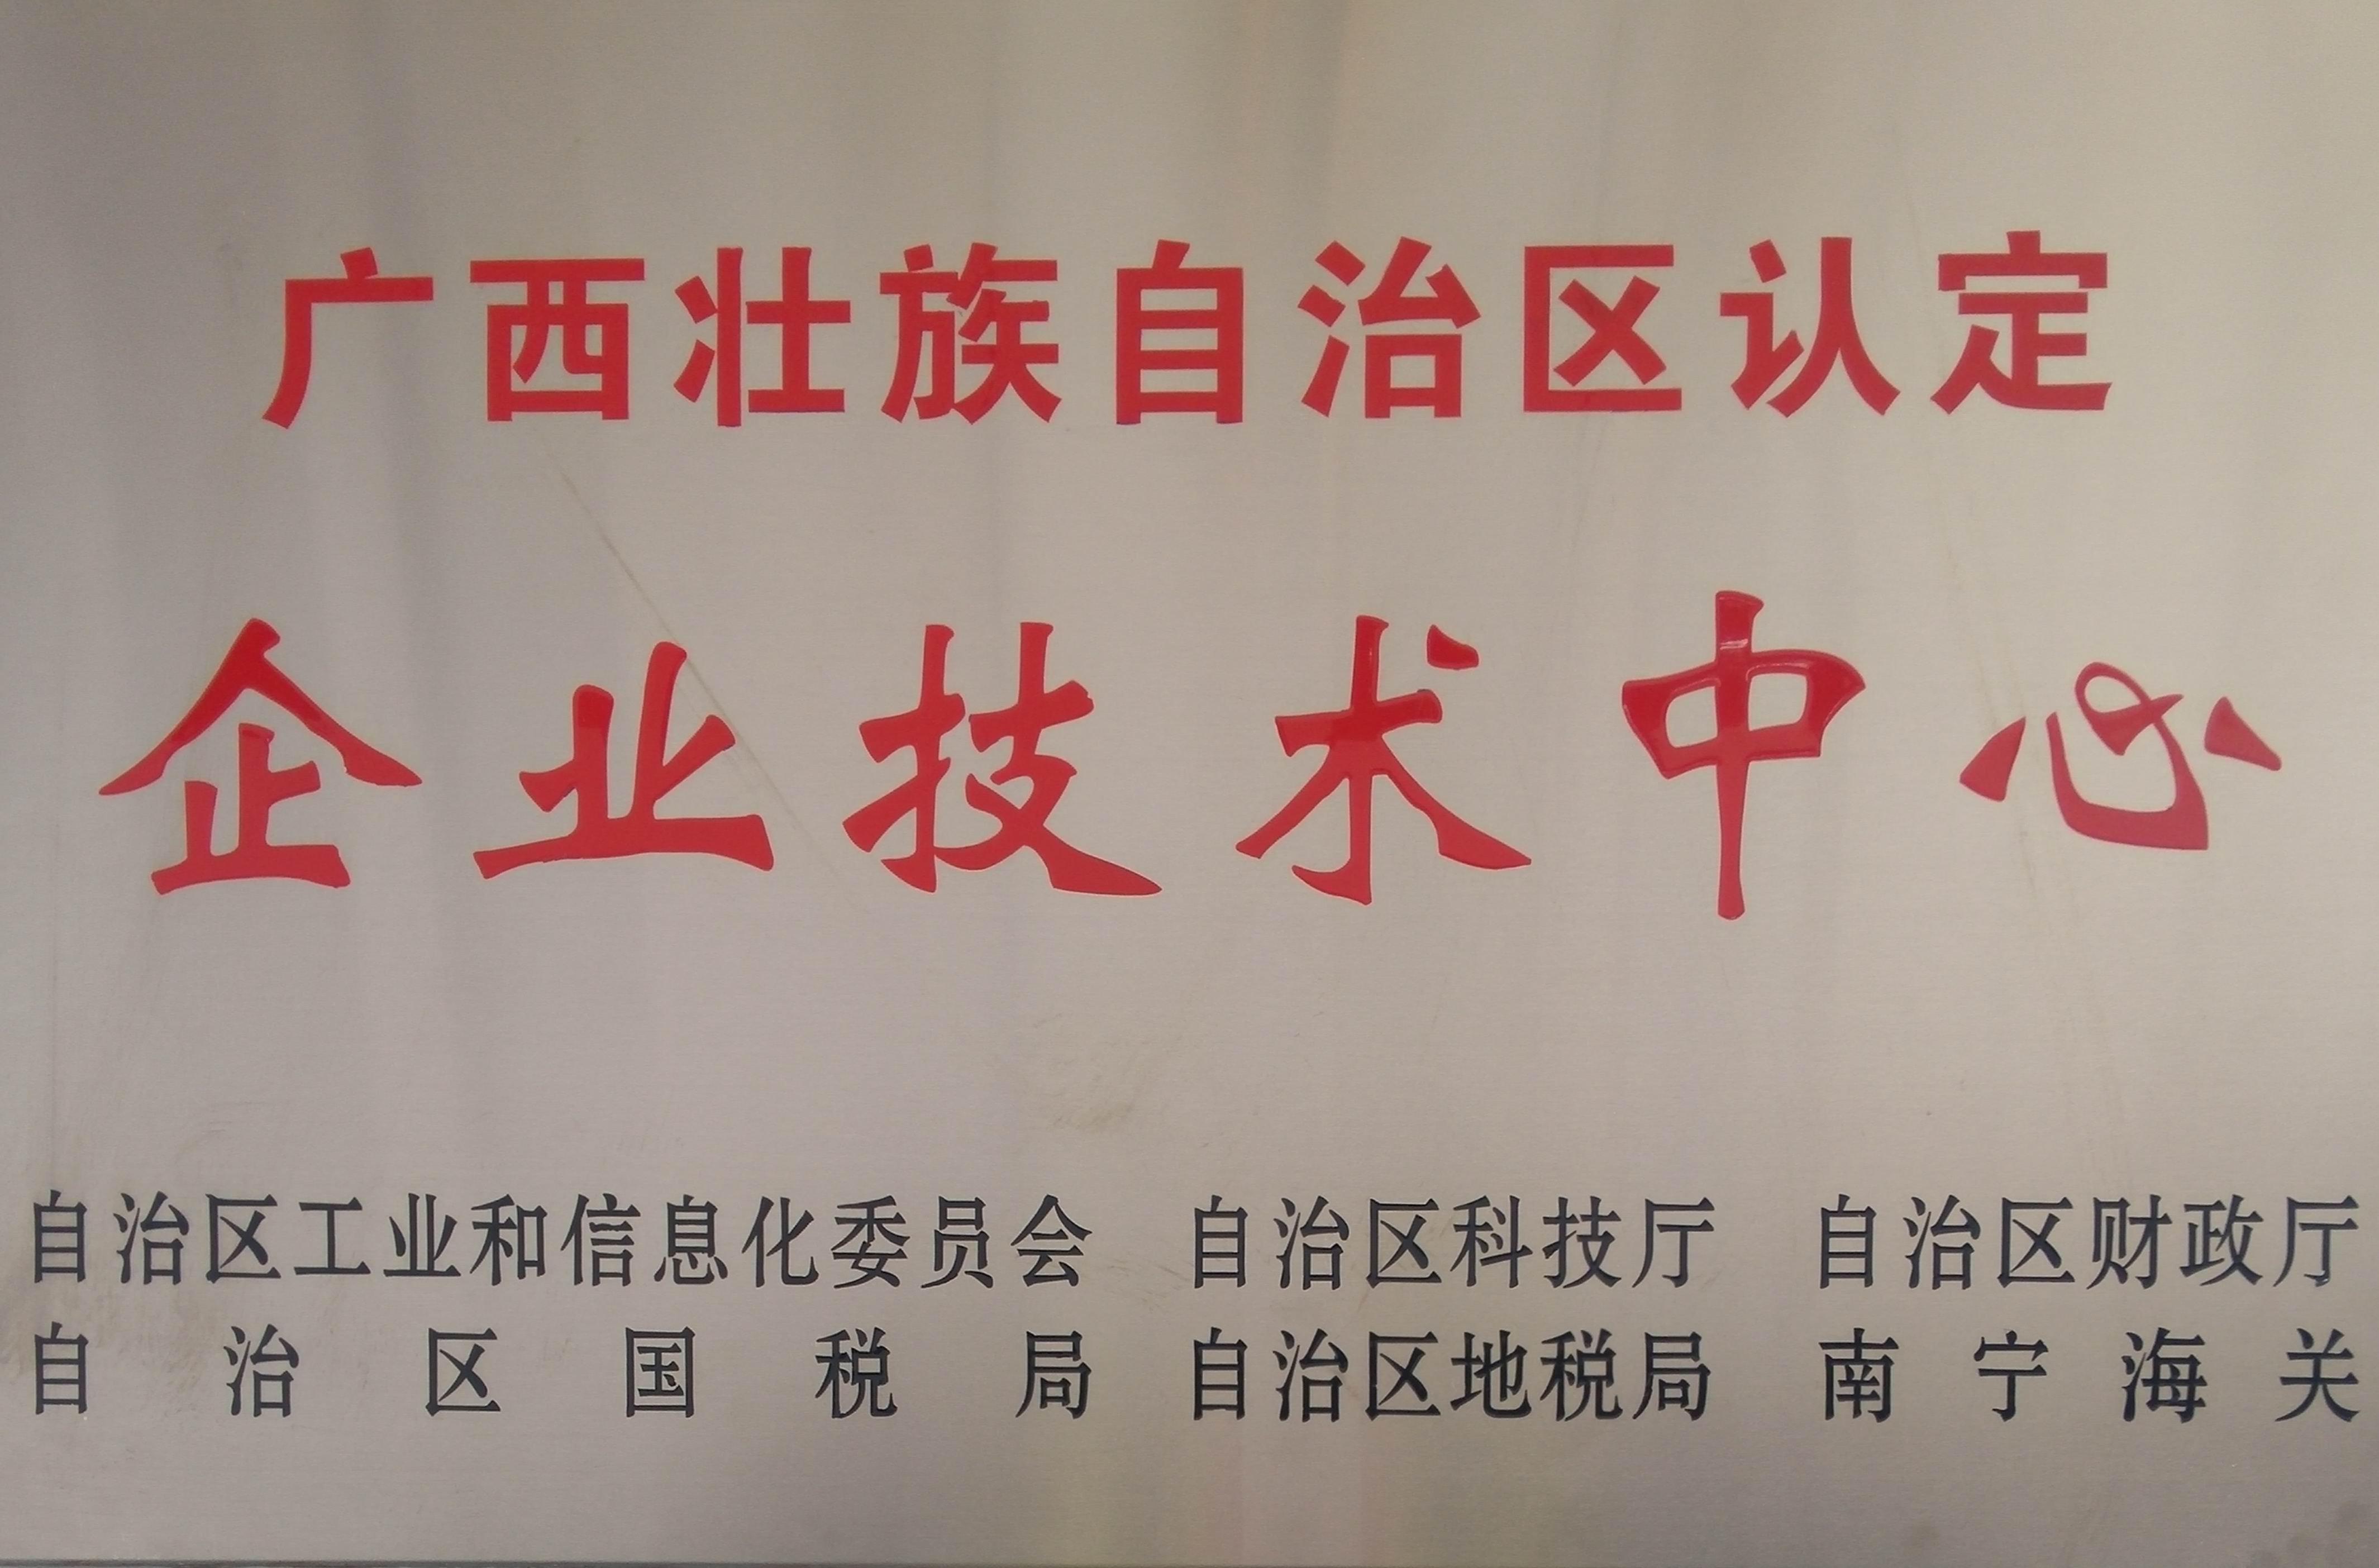 广西壮族自治区认定
企业技术中心
自治区工业和信息化委员会 自治区科技厅 自治区财政厅
自治区国税局 自治区地税局 南宁海关